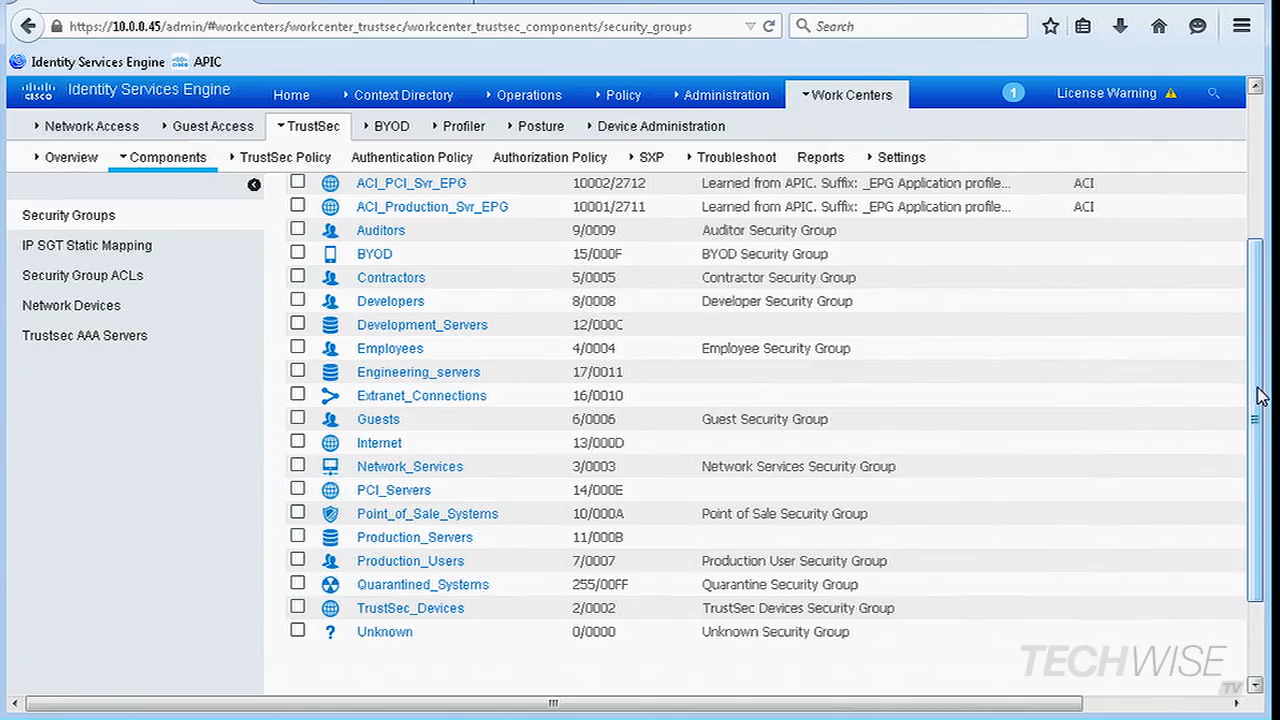 https://10.0.0.45/admin/#workcenters/workcenter_trustsec/workcenter_trustsec_components/security_groups Search
Identity Services Engine APIC
CISCO Identity Services Engine Home Context Directory Operations Policy Administration Work Centers 1 License Warning
Network Access Guest Access TrustSec BYOD Profiler Posture Device Administration
Overview Components TrustSec Policy Authentication Policy Authorization Policy SXP Troubleshoot Reports Settings
Security Groups
IP SGT Static Mapping
Security Group ACLs
Network Devices
Trustsec AAA Servers
ACI_PCI_Svr_EPG 10002/2712 Learned from APIC. Suffix: _EPG Application profile... ACI
ACI_Production_Svr_EPG 10001/2711 Learned from APIC. Suffix: _EPG Application profile... ACI
Auditors 9/0009 Auditor Security Group
BYOD 15/000F BYOD Security Group
Contractors 5/0005 Contractor Security Group
Developers 8/0008 Developer Security Group
Development_Servers 12/000C
Employees 4/0004 Employee Security Group
Engineering_servers 17/0011
Extranet_Connections 16/0010
Guests 6/0006 Guest Security Group
Internet 13/000D
Network_Services 3/0003 Network Services Security Group
PCI_Servers 14/000E
Point_of_Sale_Systems 10/000A Point of Sale Security Group
Production_Servers 11/000B
Production_Users 7/0007 Production User Security Group
Quarantined_Systems 255/00FF Quarantine Security Group
TrustSec_Devices 2/0002 TrustSec Devices Security Group
Unknown 0/0000 Unknown Security Group
TECHWISE
TV